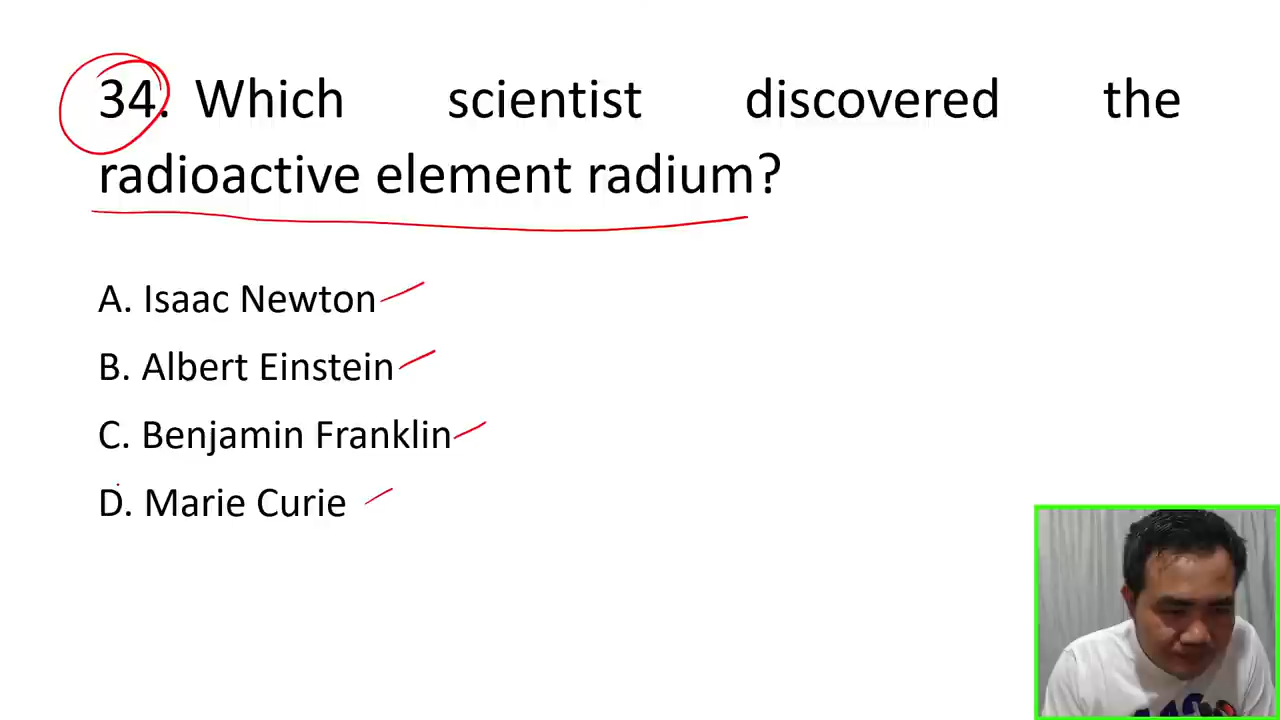 34. Which scientist discovered the
radioactive element radium?
A. Isaac Newton
B. Albert Einstein
C. Benjamin Franklin
D. Marie Curie